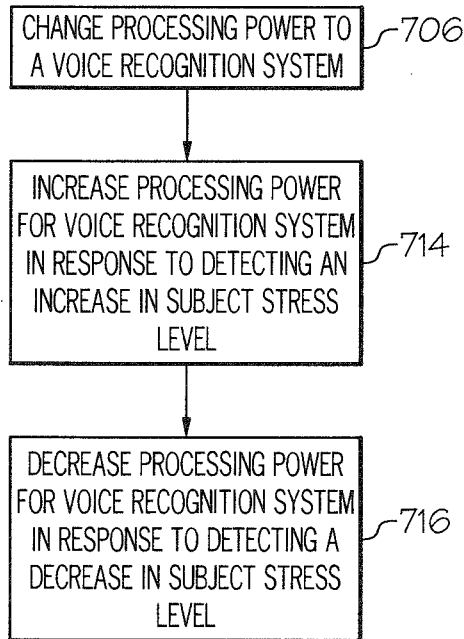 CHANGE PROCESSING POWER TO
A VOICE RECOGNITION SYSTEM
706
INCREASE PROCESSING POWER
FOR VOICE RECOGNITION SYSTEM
IN RESPONSE TO DETECTING AN
INCREASE IN SUBJECT STRESS
LEVEL
714
DECREASE PROCESSING POWER
FOR VOICE RECOGNITION SYSTEM
IN RESPONSE TO DETECTING A
DECREASE IN SUBJECT STRESS
LEVEL
716